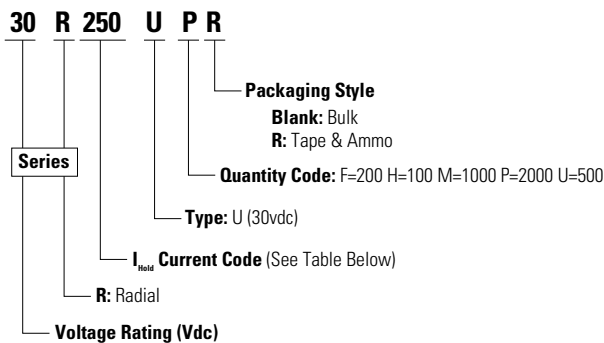 30 R 250 U P R
Packaging Style
Blank: Bulk
R: Tape & Ammo
Series
Quantity Code: F=200 H=100 M=1000 P=2000 U=500
Type: U (30vdc)
IHold Current Code (See Table Below)
R: Radial
Voltage Rating (Vdc)